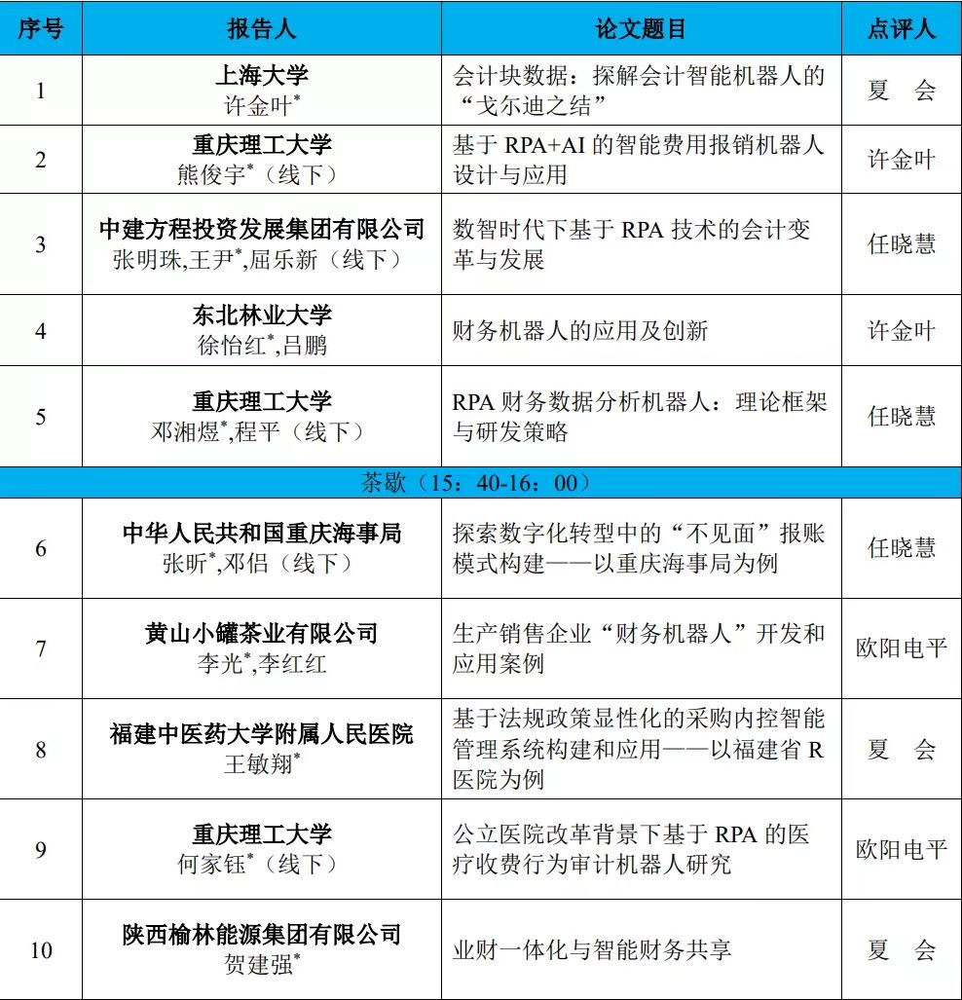 序号 报告人 论文题目 点评人
1
上海大学
许金叶*
会计块数据：探解会计智能机器人的
“戈尔迪之结”
夏 会
2
重庆理工大学
熊俊宇*（线下）
基于 RPA+AI 的智能费用报销机器人
设计与应用
许金叶
3
中建方程投资发展集团有限公司
张明珠,王尹*,屈乐新（线下）
数智时代下基于 RPA 技术的会计变
革与发展
任晓慧
4
东北林业大学
徐怡红*,吕鹏
财务机器人的应用及创新
许金叶
5
重庆理工大学
邓湘煜*,程平（线下）
RPA 财务数据分析机器人：理论框架
与研发策略
任晓慧
茶歇（15：40-16：00）
6
中华人民共和国重庆海事局
张昕*,邓侣（线下）
探索数字化转型中的“不见面”报账
模式构建——以重庆海事局为例
任晓慧
7
黄山小罐茶业有限公司
李光*,李红红
生产销售企业“财务机器人”开发和
应用案例
欧阳电平
8
福建中医药大学附属人民医院
王敏翔*
基于法规政策显性化的采购内控智能
管理系统构建和应用——以福建省 R
医院为例
夏 会
9
重庆理工大学
何家钰*（线下）
公立医院改革背景下基于 RPA 的医
疗收费行为审计机器人研究
欧阳电平
10
陕西榆林能源集团有限公司
贺建强*
业财一体化与智能财务共享
夏 会